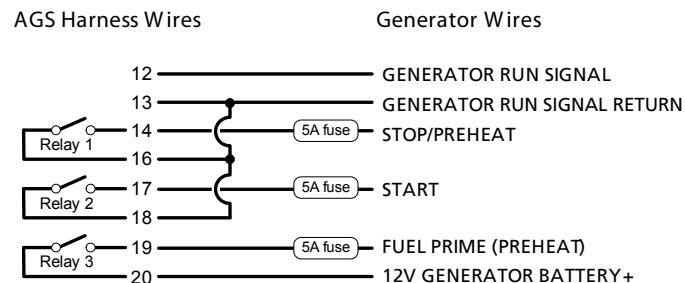 AGS Harness Wires Generator Wires
12 GENERATOR RUN SIGNAL
13 GENERATOR RUN SIGNAL RETURN
14 5A fuse STOP/PREHEAT
Relay 1
16
17 5A fuse START
Relay 2
18
19 5A fuse FUEL PRIME (PREHEAT)
Relay 3
20 12V GENERATOR BATTERY+